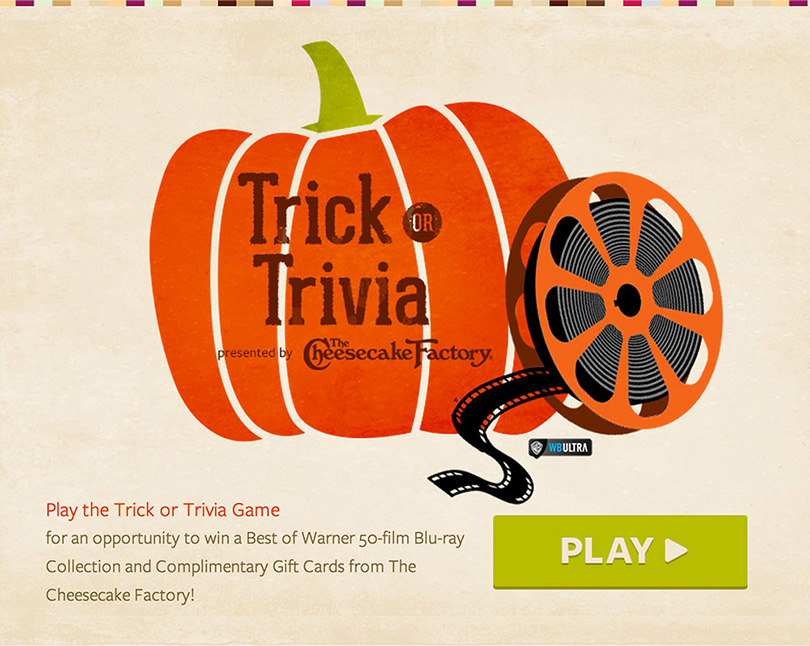 Trick OR
Trivia
presented by The Cheesecake Factory®
WB ULTRA
Play the Trick or Trivia Game
for an opportunity to win a Best of Warner 50-film Blu-ray
Collection and Complimentary Gift Cards from The
Cheesecake Factory!
PLAY